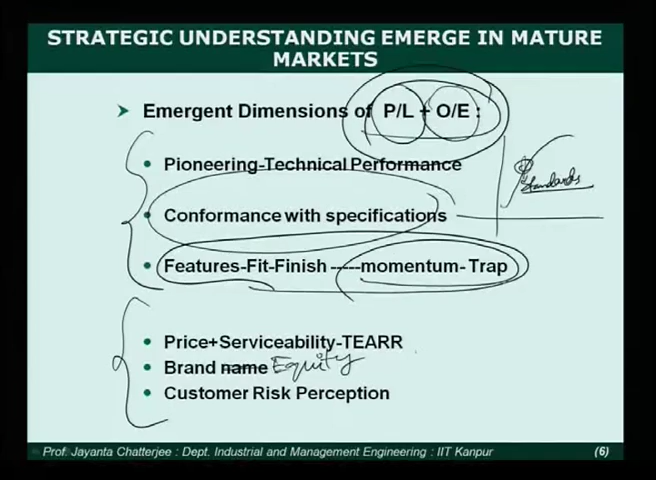 STRATEGIC UNDERSTANDING EMERGE IN MATURE
MARKETS
Emergent Dimensions of P/L + O/E :
Pioneering-Technical Performance
Standards
Conformance with specifications
Features-Fit-Finish -----momentum- Trap
Price+Serviceability-TEARR
Brand name Equity
Customer Risk Perception
Prof. Jayanta Chatterjee : Dept. Industrial and Management Engineering : IIT Kanpur (6)